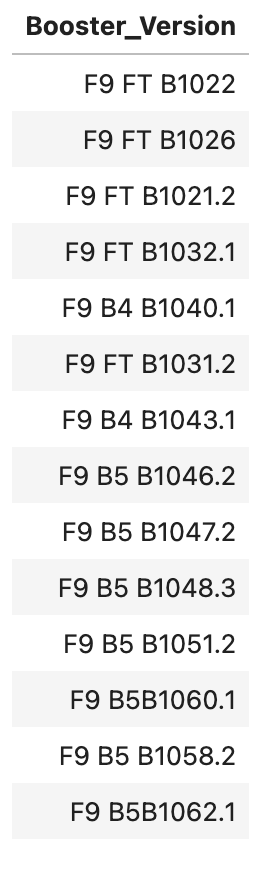 Booster_Version
F9 FT B1022
F9 FT B1026
F9 FT B1021.2
F9 FT B1032.1
F9 B4 B1040.1
F9 FT B1031.2
F9 B4 B1043.1
F9 B5 B1046.2
F9 B5 B1047.2
F9 B5 B1048.3
F9 B5 B1051.2
F9 B5B1060.1
F9 B5 B1058.2
F9 B5B1062.1